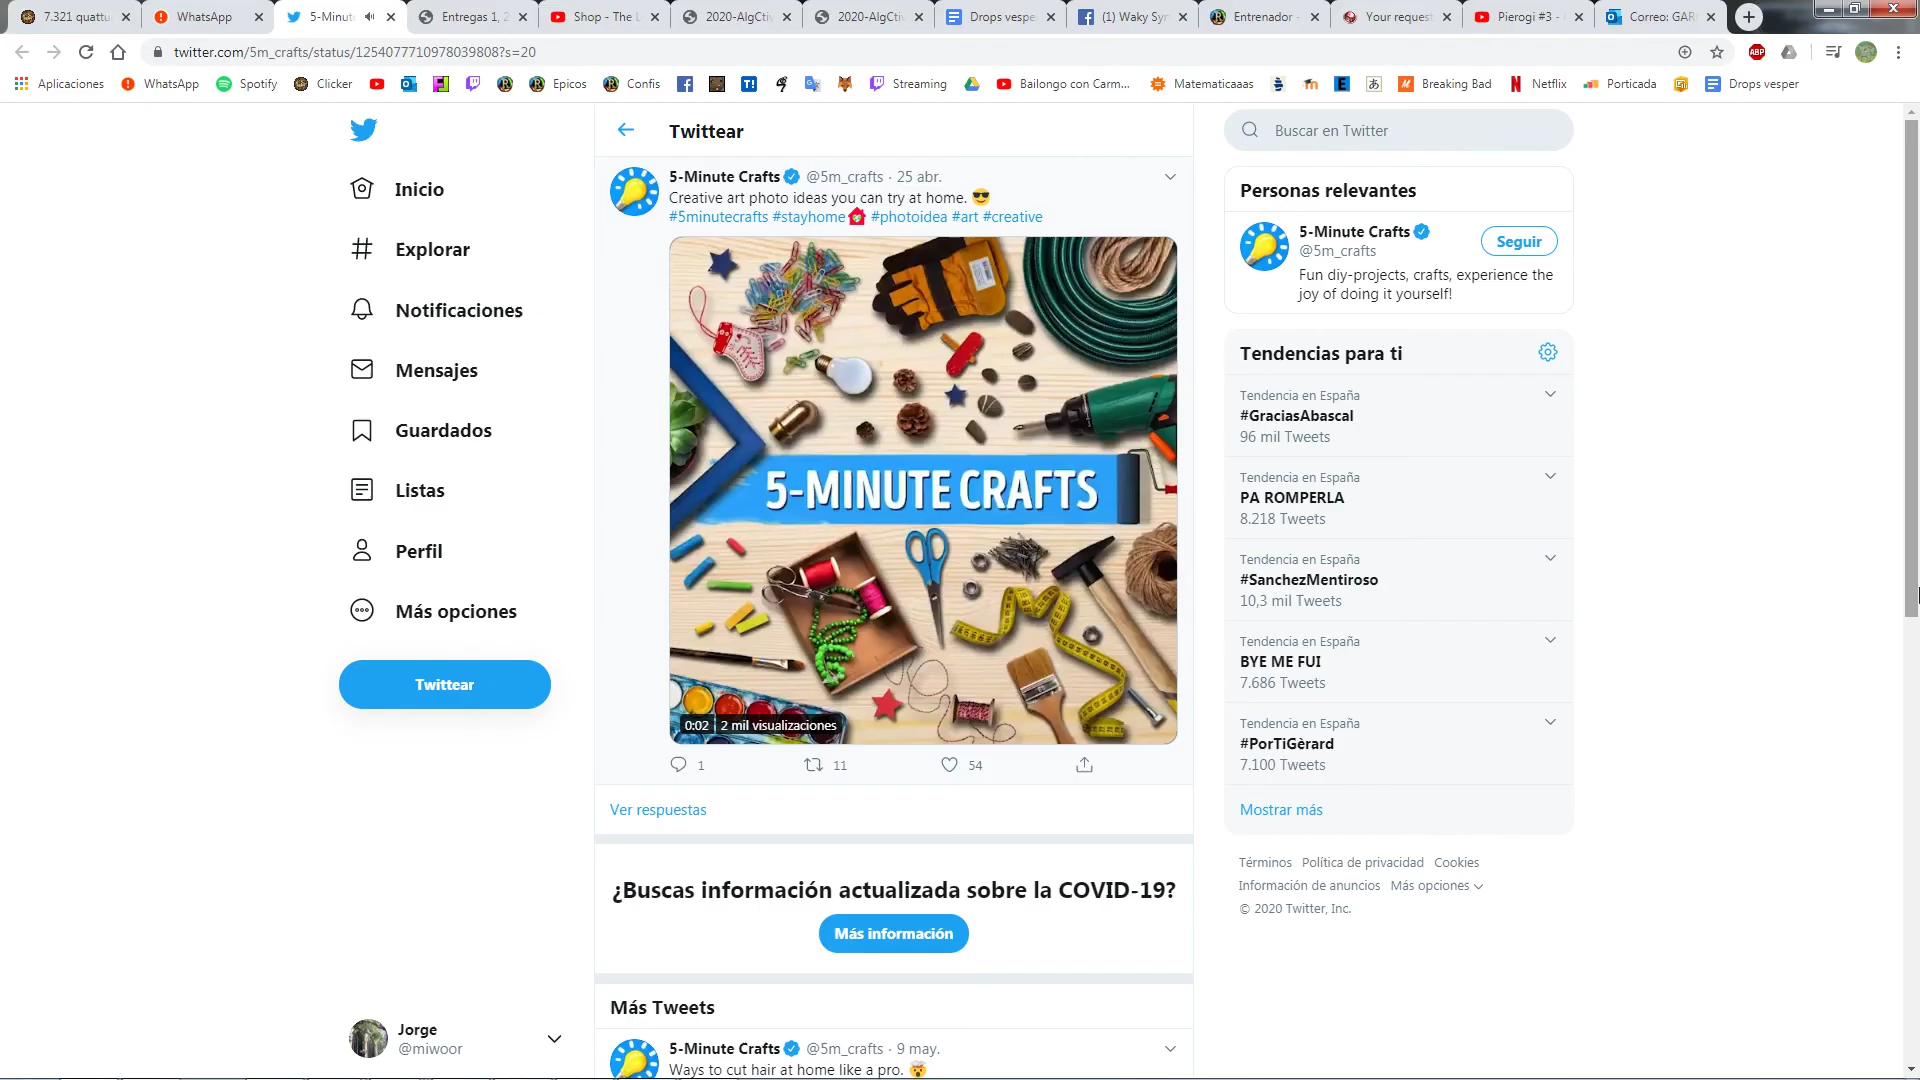 7.321 quattu
WhatsApp
5-Minut
Entregas 1, 2
Shop - The L
2020-AlgCtiv
2020-AlgCtiv
Drops vespe
(1) Waky Syn
Entrenador -
Your request
Pierogi #3 -
Correo: GAR
twitter.com/5m_crafts/status/1254077710978039808?s=20
ABP
Aplicaciones
WhatsApp
Spotify
Clicker
Epicos
Confis
T!
Streaming
Bailongo con Carm...
Matematicaaas
E
あ
Breaking Bad
Netflix
Porticada
Drops vesper
Inicio
Explorar
Notificaciones
Mensajes
Guardados
Listas
Perfil
Más opciones
Twittear
Jorge
@miwoor
Twittear
5-Minute Crafts @5m_crafts · 25 abr.
Creative art photo ideas you can try at home. 😎
#5minutecrafts #stayhome #photoidea #art #creative
5-MINUTE CRAFTS
0:02 | 2 mil visualizaciones
1
11
54
Ver respuestas
¿Buscas información actualizada sobre la COVID-19?
Más información
Más Tweets
5-Minute Crafts @5m_crafts · 9 may.
Ways to cut hair at home like a pro. 🤯
Buscar en Twitter
Personas relevantes
5-Minute Crafts
@5m_crafts
Seguir
Fun diy-projects, crafts, experience the
joy of doing it yourself!
Tendencias para ti
Tendencia en España
#GraciasAbascal
96 mil Tweets
Tendencia en España
PA ROMPERLA
8.218 Tweets
Tendencia en España
#SanchezMentiroso
10,3 mil Tweets
Tendencia en España
BYE ME FUI
7.686 Tweets
Tendencia en España
#PorTiGèrard
7.100 Tweets
Mostrar más
Términos Política de privacidad Cookies
Información de anuncios Más opciones
© 2020 Twitter, Inc.